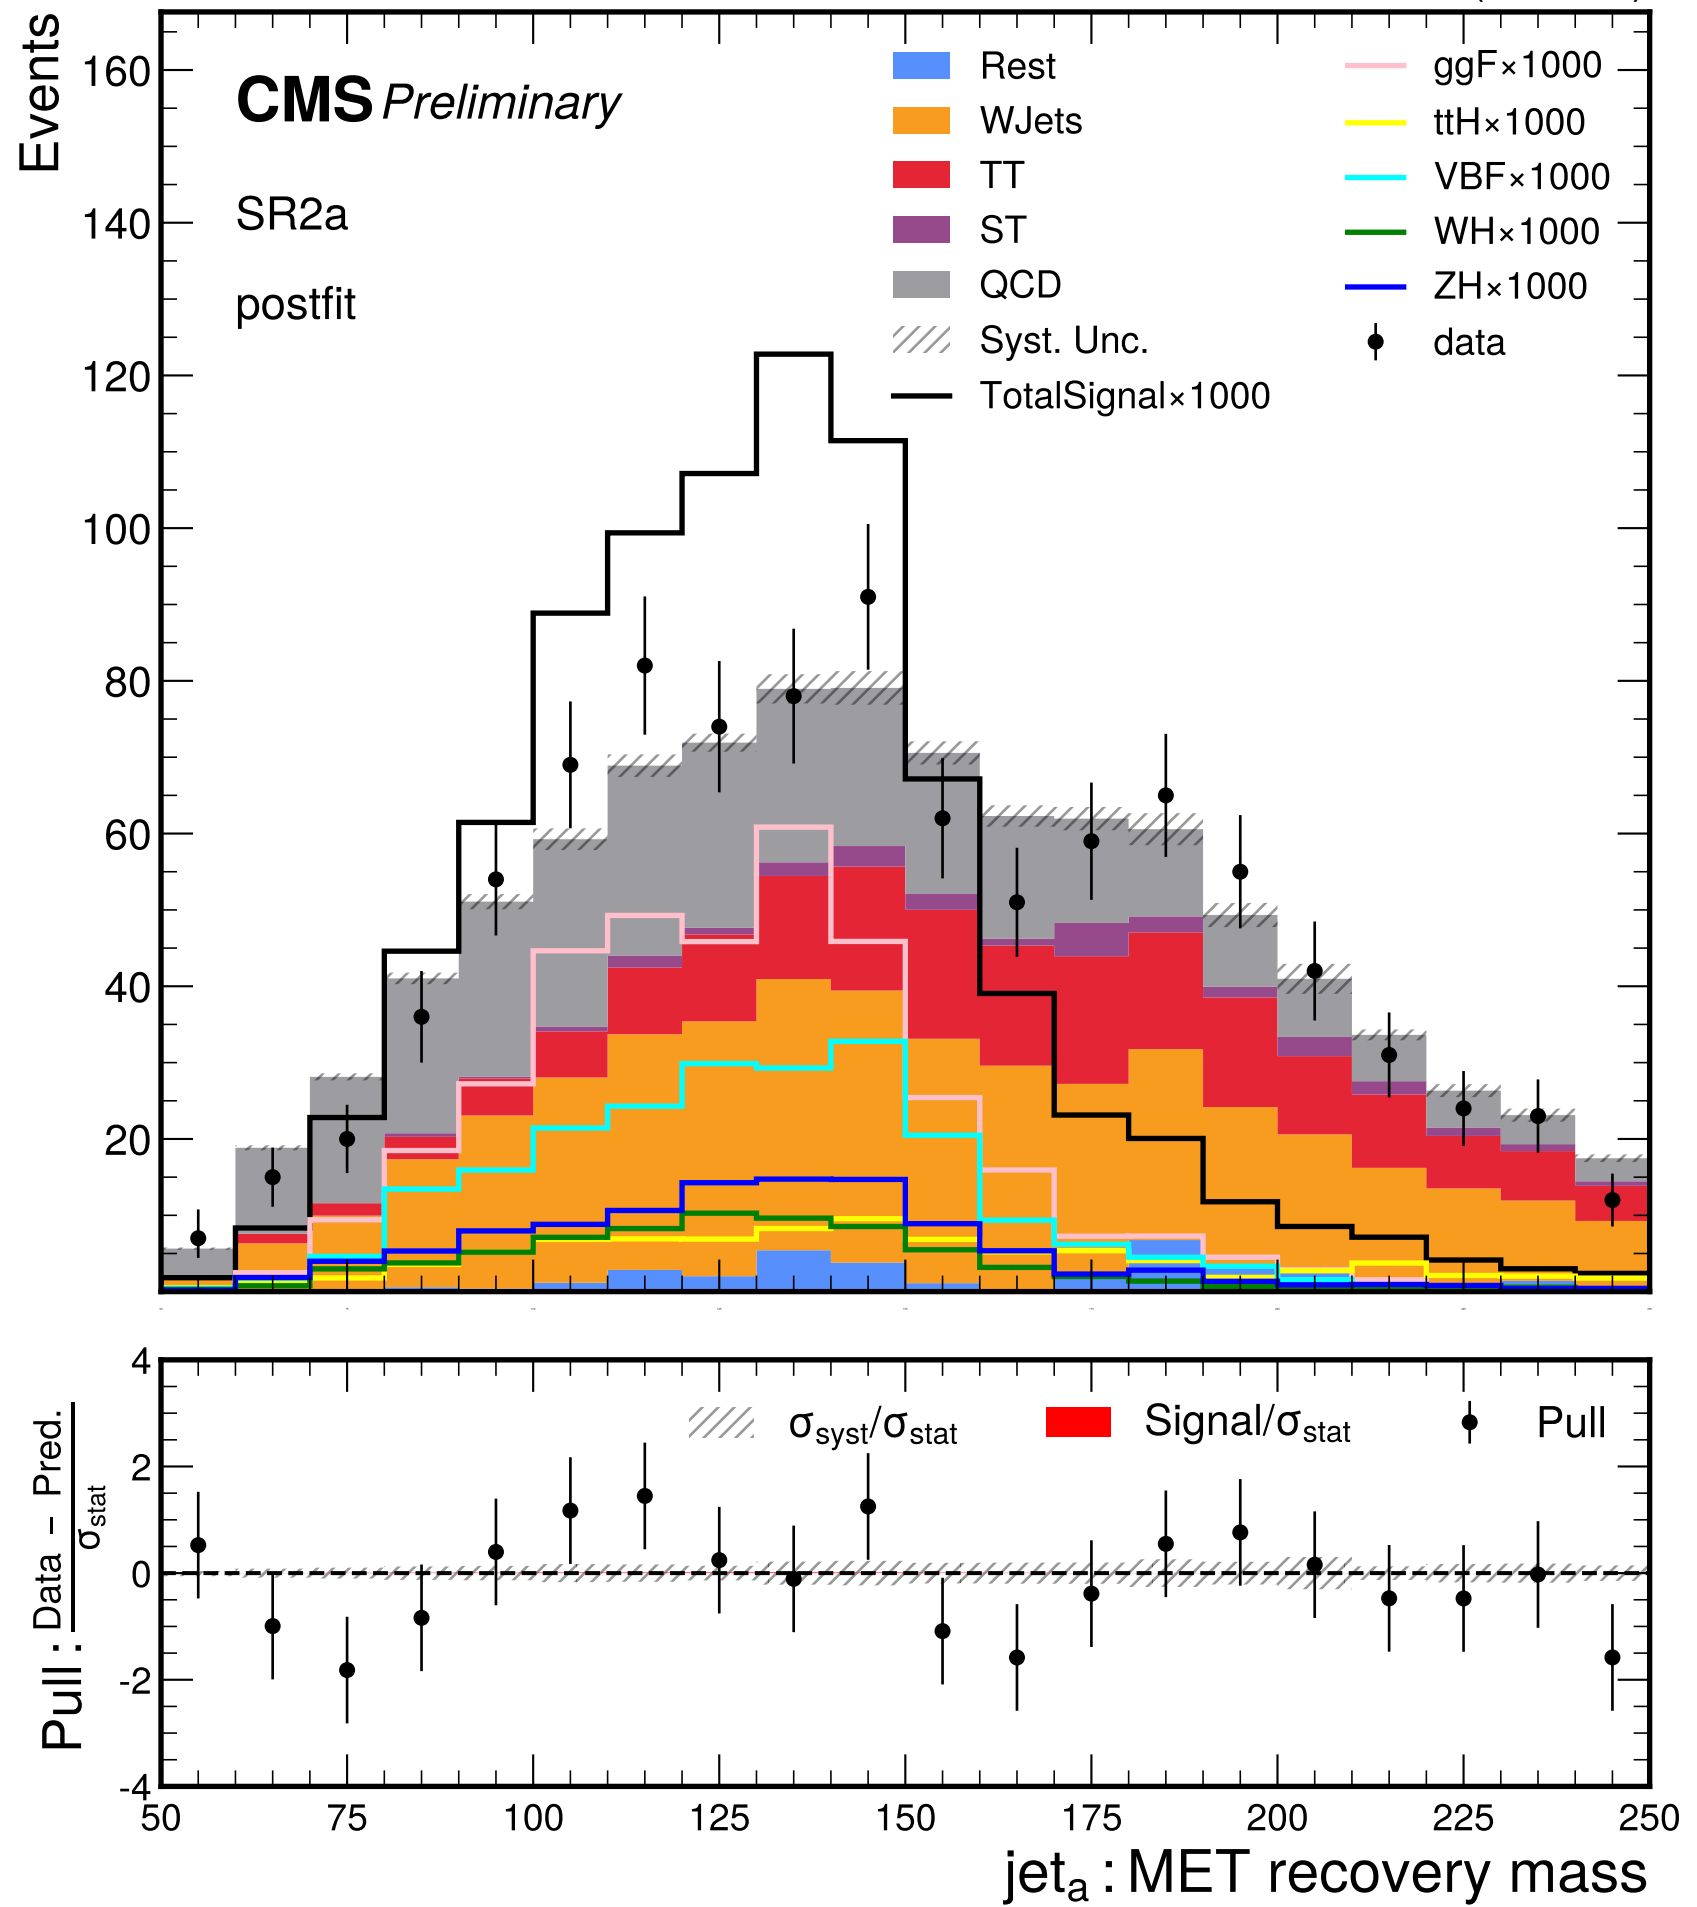 Events
160
140
120
100
80
60
40
20
CMS Preliminary
SR2a
postfit
Rest
WJets
TT
ST
QCD
Syst. Unc.
TotalSignal×1000
ggF×1000
ttH×1000
VBF×1000
WH×1000
ZH×1000
data
Pull : Data − Pred. / σstat
4
2
0
-2
-4
σsyst/σstat
Signal/σstat
Pull
50 75 100 125 150 175 200 225 250
jeta : MET recovery mass